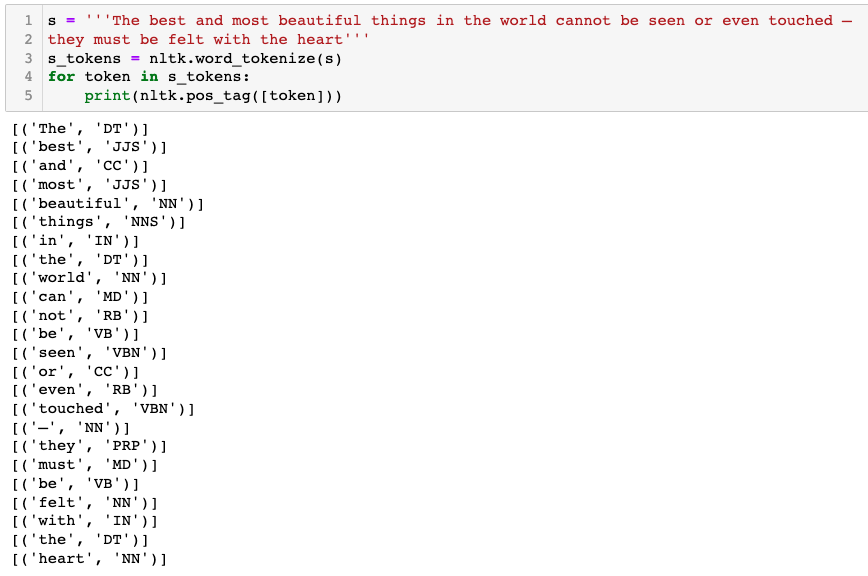 1 s = '''The best and most beautiful things in the world cannot be seen or even touched —
2 they must be felt with the heart'''
3 s_tokens = nltk.word_tokenize(s)
4 for token in s_tokens:
5     print(nltk.pos_tag([token]))
[('The', 'DT')]
[('best', 'JJS')]
[('and', 'CC')]
[('most', 'JJS')]
[('beautiful', 'NN')]
[('things', 'NNS')]
[('in', 'IN')]
[('the', 'DT')]
[('world', 'NN')]
[('can', 'MD')]
[('not', 'RB')]
[('be', 'VB')]
[('seen', 'VBN')]
[('or', 'CC')]
[('even', 'RB')]
[('touched', 'VBN')]
[('—', 'NN')]
[('they', 'PRP')]
[('must', 'MD')]
[('be', 'VB')]
[('felt', 'NN')]
[('with', 'IN')]
[('the', 'DT')]
[('heart', 'NN')]